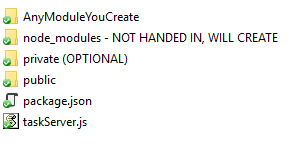 AnyModuleYouCreate
node_modules - NOT HANDED IN, WILL CREATE
private (OPTIONAL)
public
package.json
taskServer.js